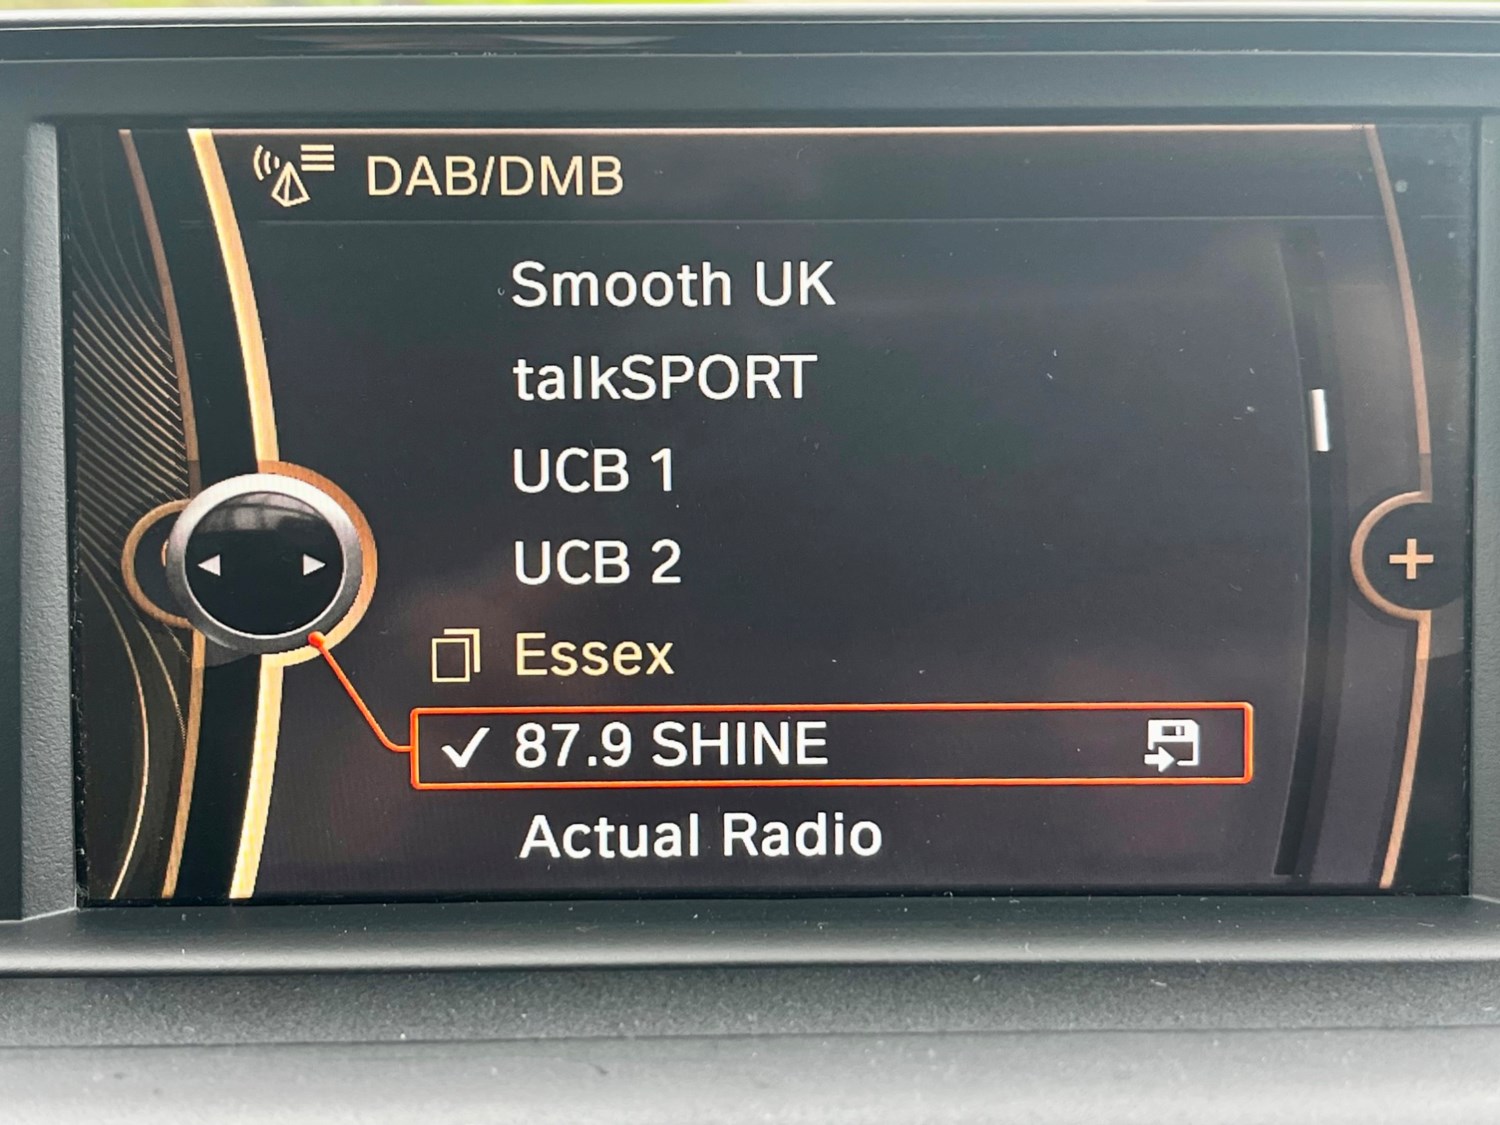 DAB/DMB
Smooth UK
talkSPORT
UCB 1
UCB 2
Essex
87.9 SHINE
Actual Radio